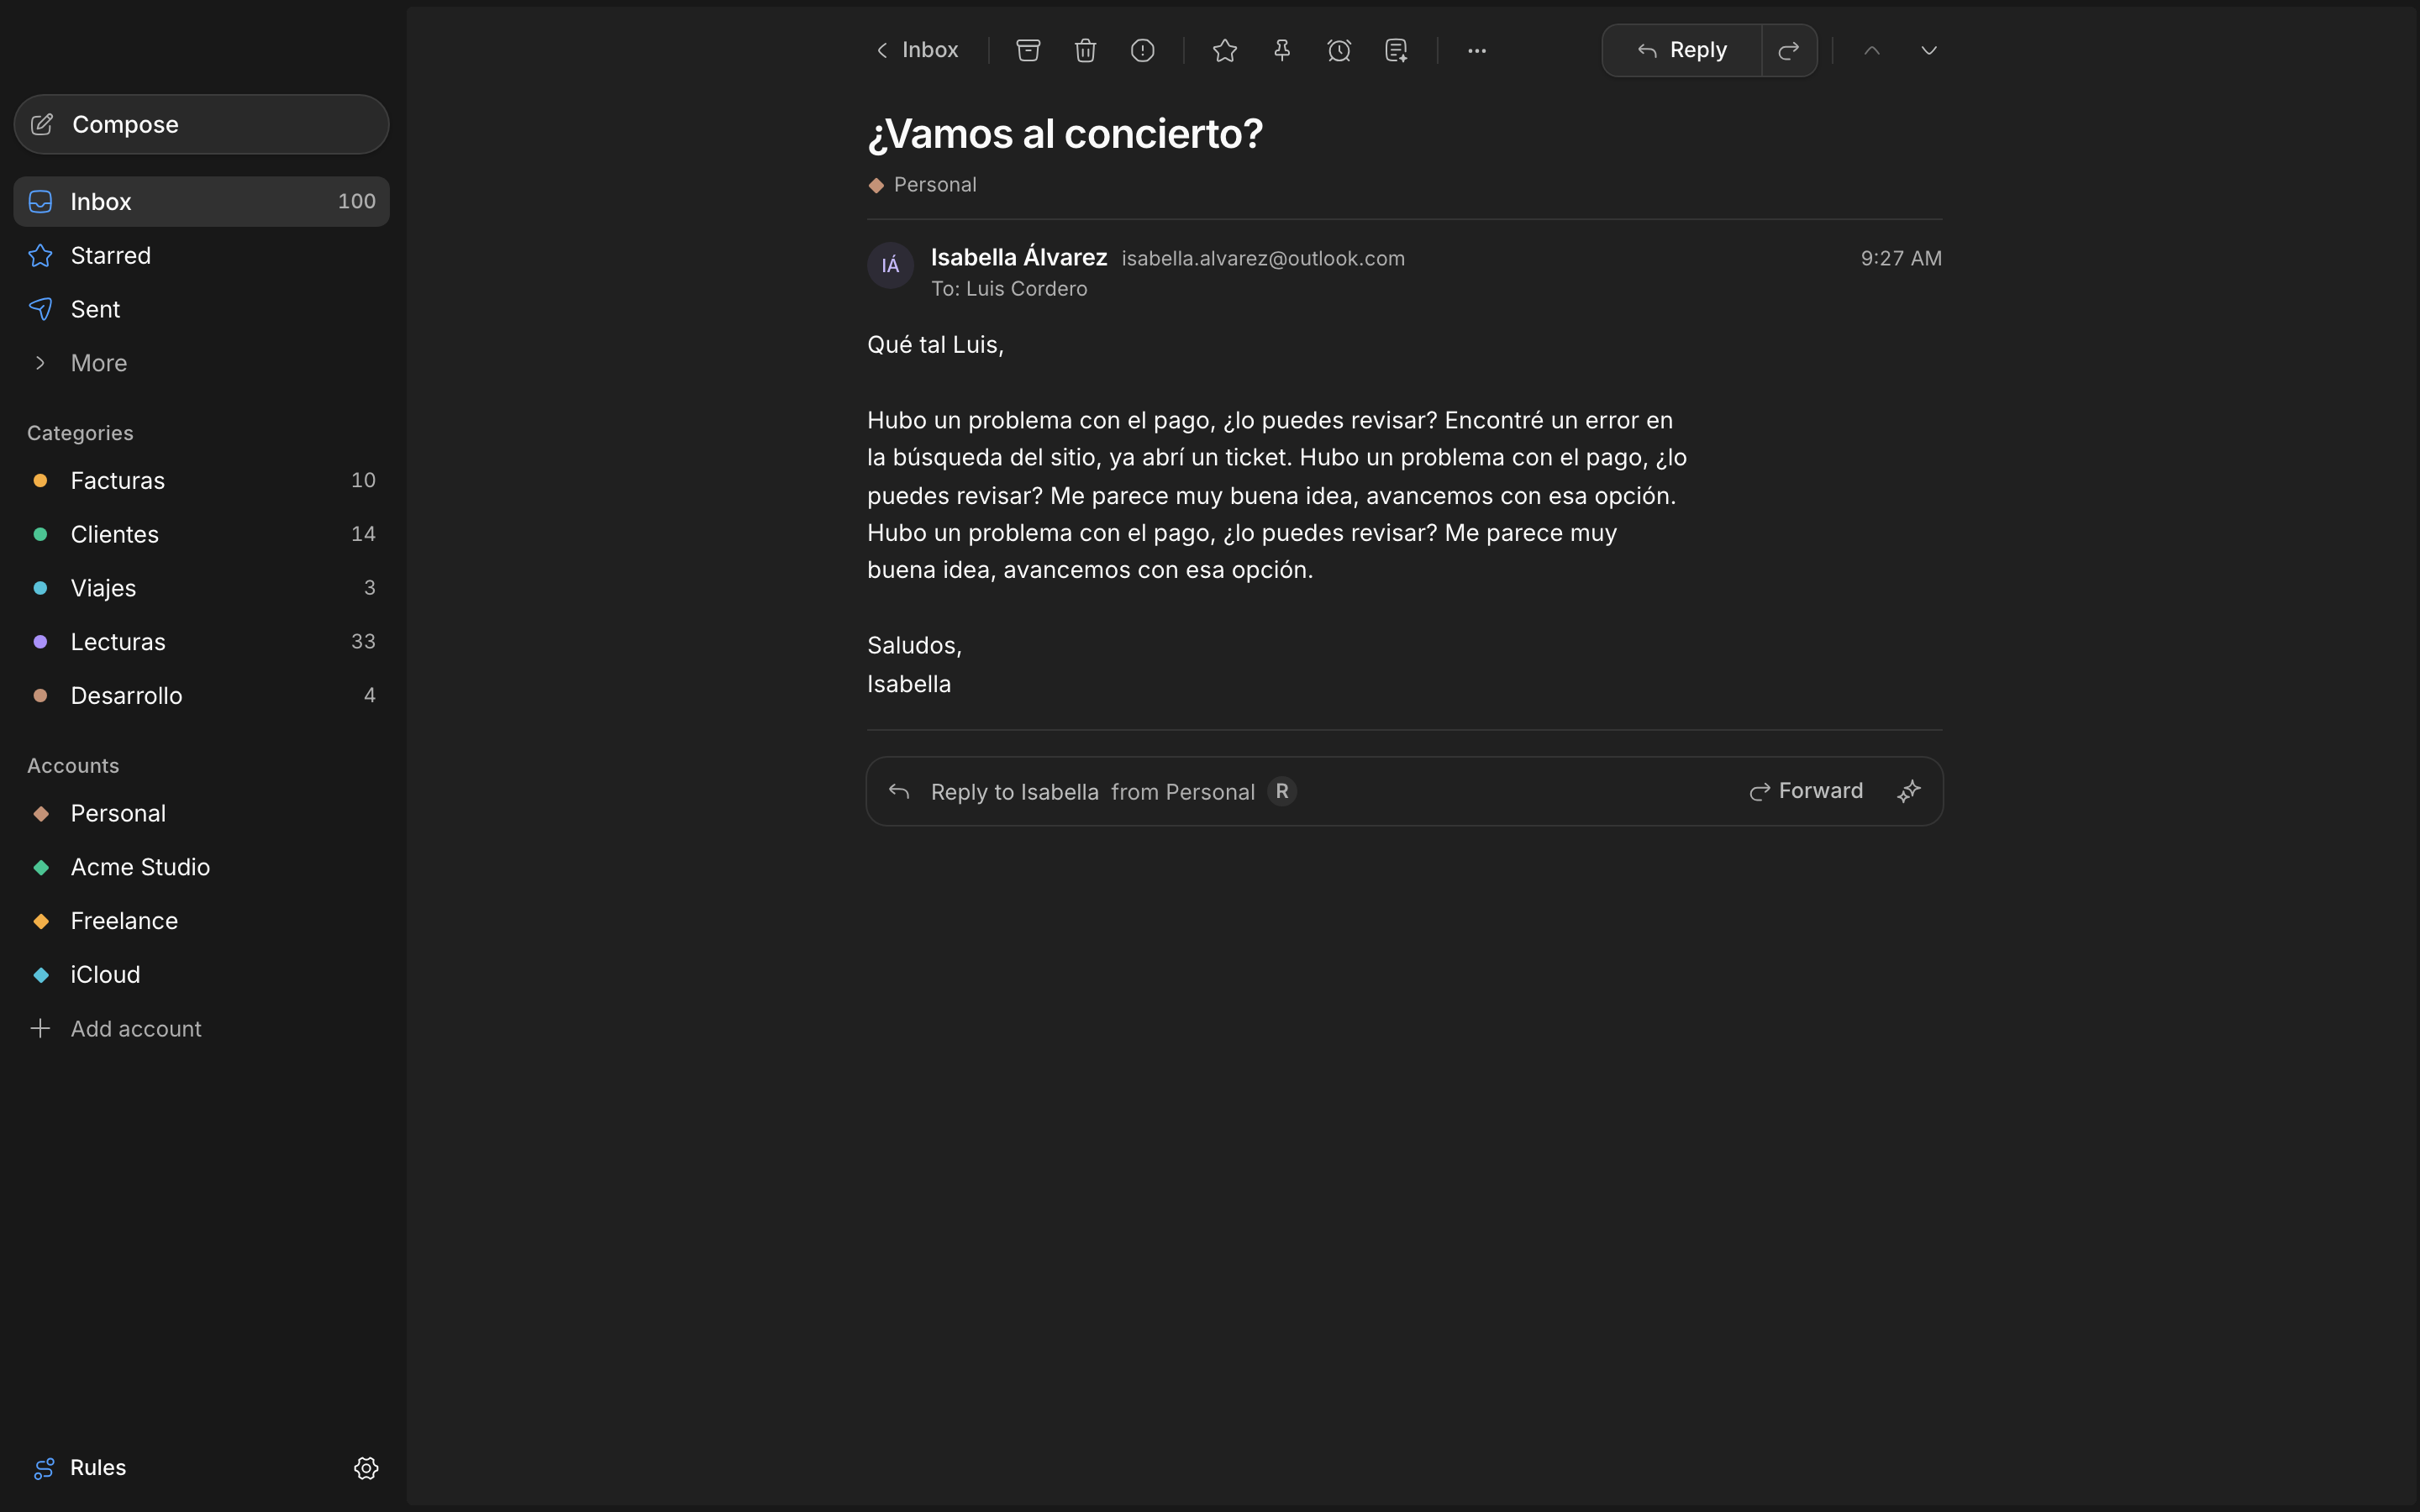 Compose
Inbox 100
Starred
Sent
More
Categories
Facturas 10
Clientes 14
Viajes 3
Lecturas 33
Desarrollo 4
Accounts
Personal
Acme Studio
Freelance
iCloud
Add account
Rules
Inbox
Reply
¿Vamos al concierto?
Personal
IÁ
Isabella Álvarez isabella.alvarez@outlook.com 9:27 AM
To: Luis Cordero
Qué tal Luis,
Hubo un problema con el pago, ¿lo puedes revisar? Encontré un error en
la búsqueda del sitio, ya abrí un ticket. Hubo un problema con el pago, ¿lo
puedes revisar? Me parece muy buena idea, avancemos con esa opción.
Hubo un problema con el pago, ¿lo puedes revisar? Me parece muy
buena idea, avancemos con esa opción.
Saludos,
Isabella
Reply to Isabella from Personal R Forward